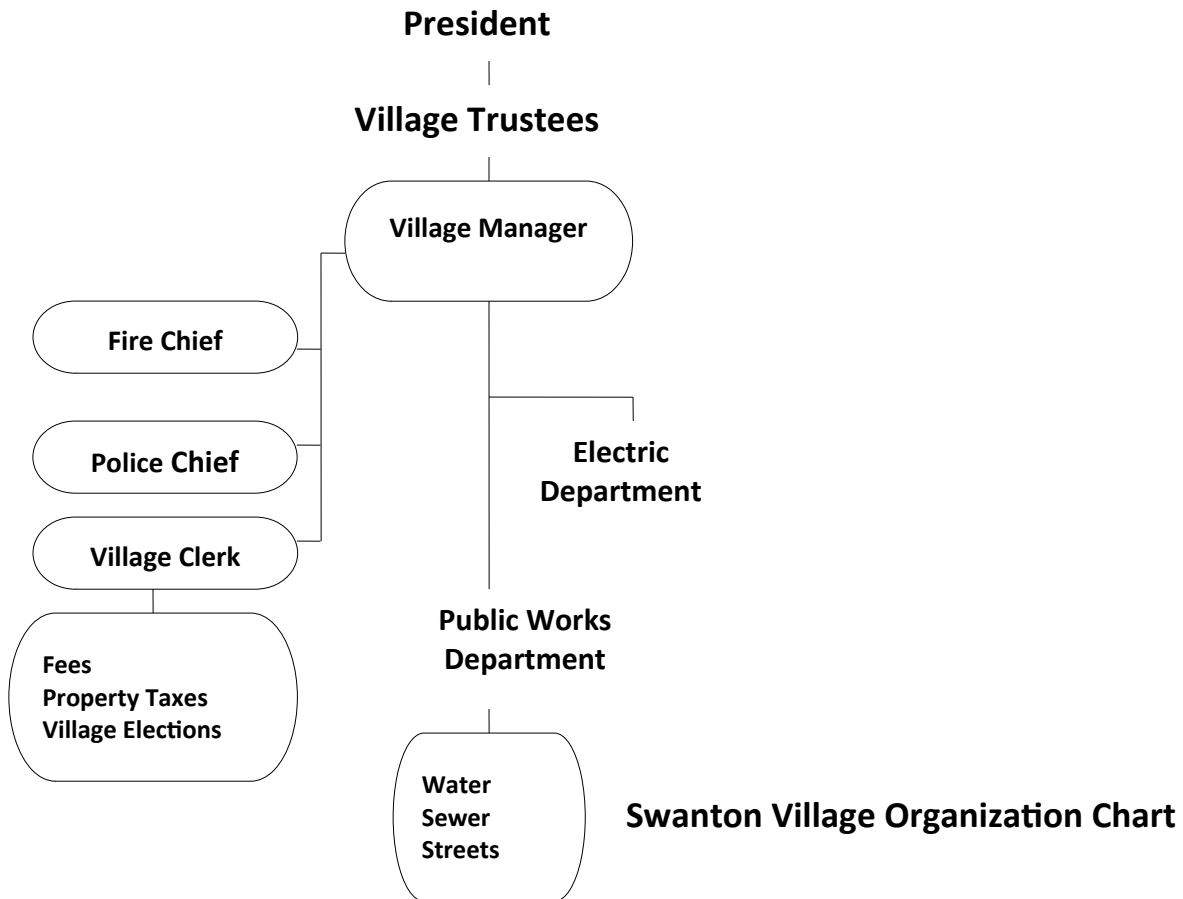 President
Village Trustees
Village Manager
Fire Chief
Police Chief
Village Clerk
Fees
Property Taxes
Village Elections
Electric
Department
Public Works
Department
Water
Sewer
Streets
Swanton Village Organization Chart